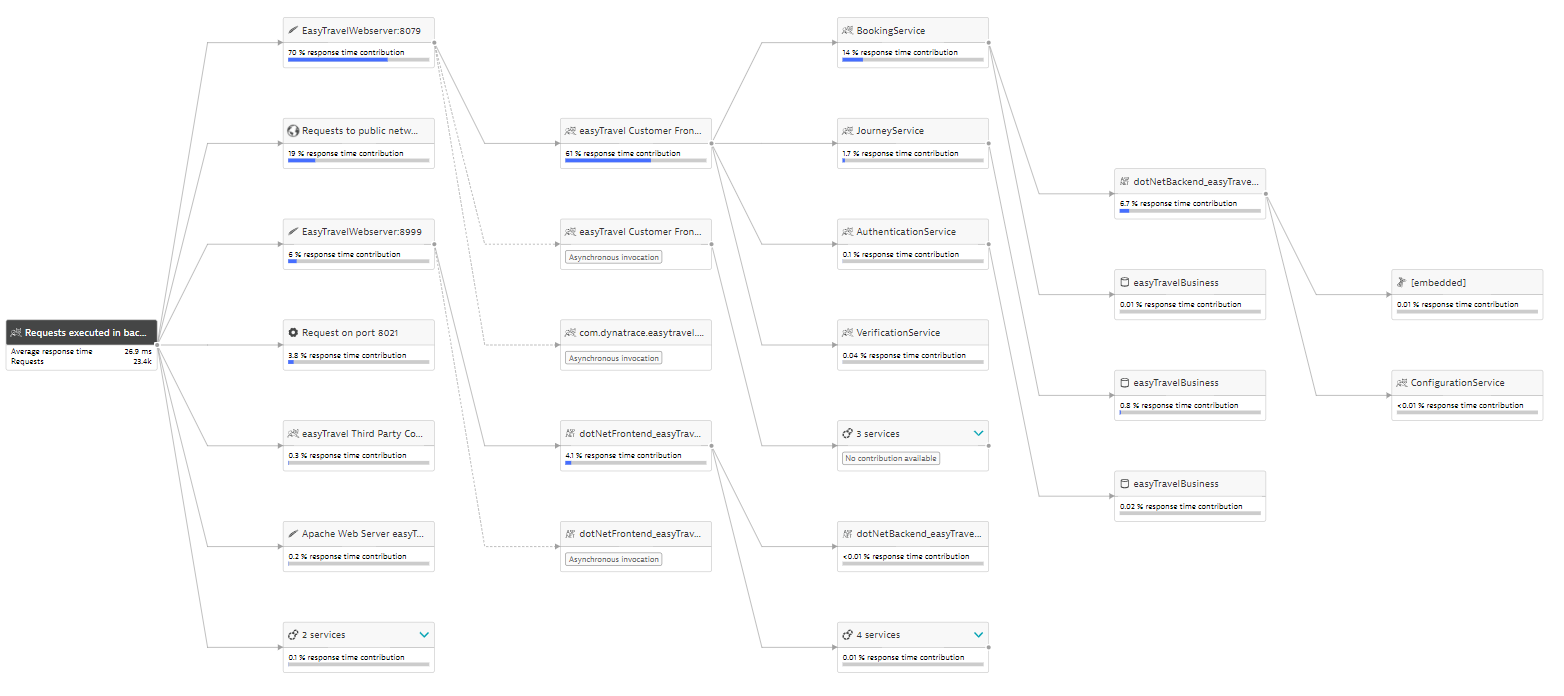 Requests executed in bac...
Average response time 26.9 ms
Requests 23.4k
EasyTravelWebserver:8079
70 % response time contribution
Requests to public netw...
19 % response time contribution
EasyTravelWebserver:8999
6 % response time contribution
Request on port 8021
3.8 % response time contribution
easyTravel Third Party Co...
0.3 % response time contribution
Apache Web Server easyT...
0.2 % response time contribution
2 services
0.1 % response time contribution
easyTravel Customer Fron...
61 % response time contribution
easyTravel Customer Fron...
Asynchronous invocation
com.dynatrace.easytravel....
Asynchronous invocation
dotNetFrontend_easyTrav...
4.1 % response time contribution
dotNetFrontend_easyTrav...
Asynchronous invocation
BookingService
14 % response time contribution
JourneyService
1.7 % response time contribution
AuthenticationService
0.1 % response time contribution
VerificationService
0.04 % response time contribution
3 services
No contribution available
dotNetBackend_easyTrave...
<0.01 % response time contribution
4 services
0.01 % response time contribution
dotNetBackend_easyTrave...
6.7 % response time contribution
easyTravelBusiness
0.01 % response time contribution
easyTravelBusiness
0.8 % response time contribution
easyTravelBusiness
0.02 % response time contribution
[embedded]
0.01 % response time contribution
ConfigurationService
<0.01 % response time contribution